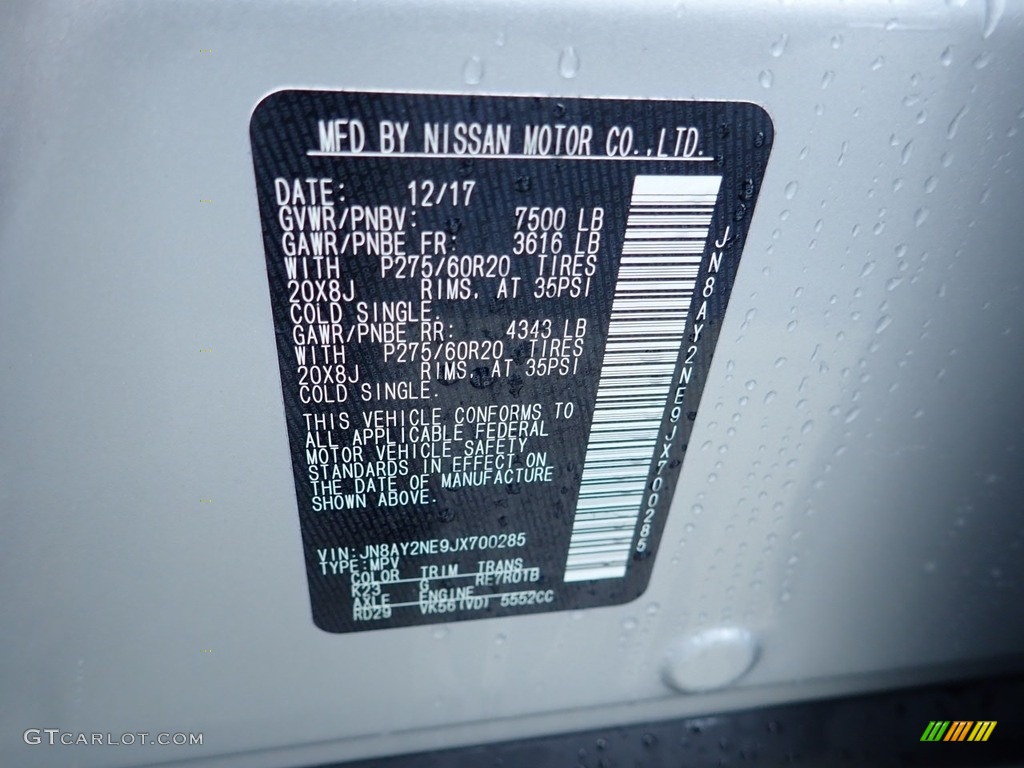 MFD BY NISSAN MOTOR CO.,LTD.
DATE: 12/17
GVWR/PNBV: 7500 LB
GAWR/PNBE FR: 3616 LB
WITH P275/60R20 TIRES
20X8J RIMS, AT 35PSI
COLD SINGLE.
GAWR/PNBE RR: 4343 LB
WITH P275/60R20 TIRES
20X8J RIMS, AT 35PSI
COLD SINGLE.
THIS VEHICLE CONFORMS TO
ALL APPLICABLE FEDERAL
MOTOR VEHICLE SAFETY
STANDARDS IN EFFECT ON
THE DATE OF MANUFACTURE
SHOWN ABOVE.
VIN:JN8AY2NE9JX700285
TYPE:MPV
COLOR TRIM TRANS
K23 G RE7R01B
AXLE ENGINE
RD29 VK56(VD) 5552CC
JN8AY2NE9JX700285
GTCARLOT.COM